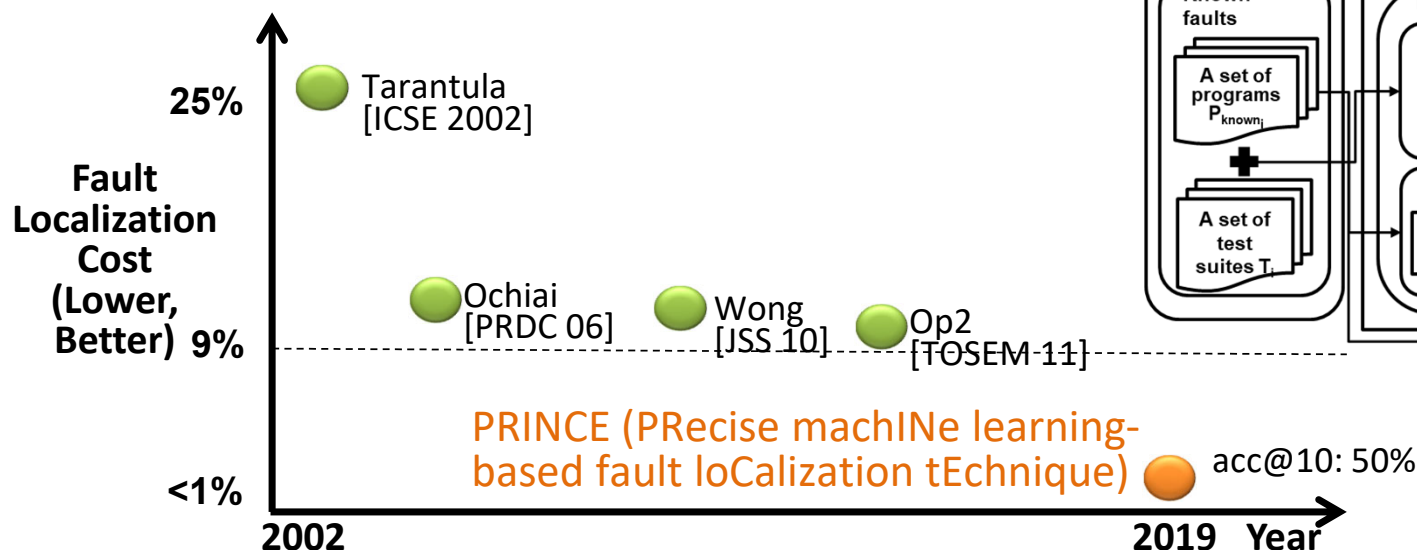 25%
Tarantula
[ICSE 2002]
Fault
Localization
Cost
(Lower,
Better)
9%
Ochiai
[PRDC 06]
Wong
[JSS 10]
Op2
[TOSEM 11]
PRINCE (PRecise machINe learning-
based fault loCalization tEchnique)
acc@10: 50%
<1%
2002
2019 Year
faults
A set of
programs
Pknowni
A set of
test
suites Ti